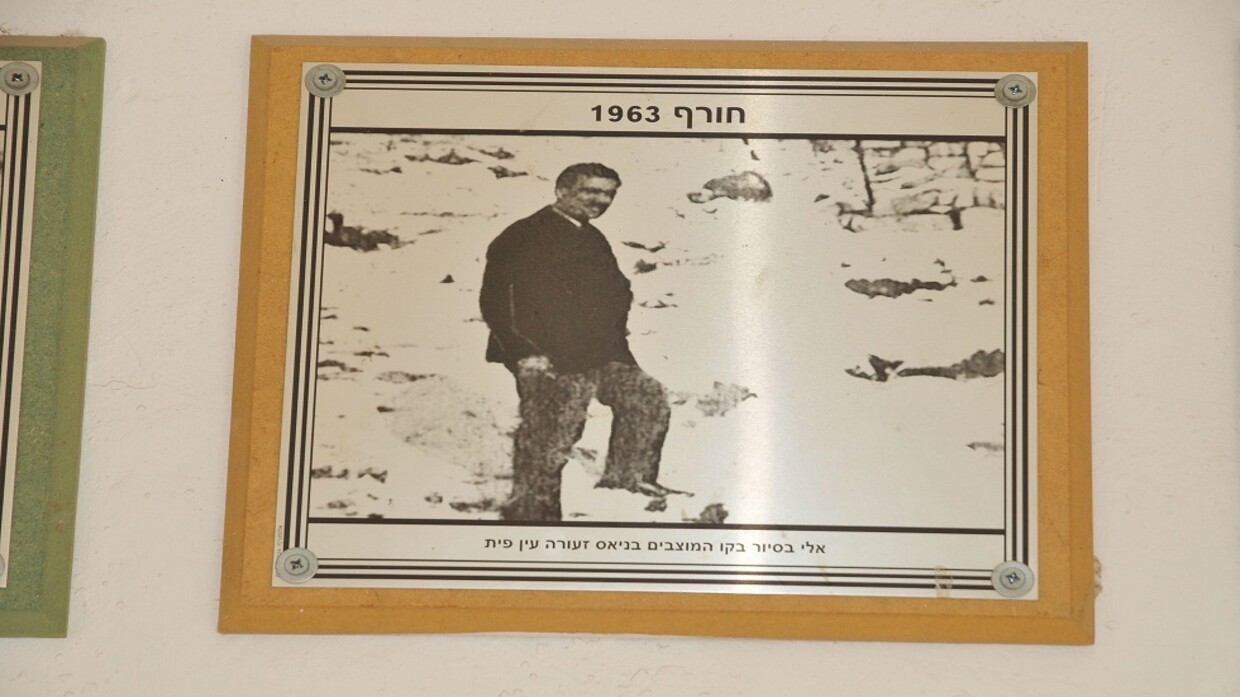 חורף 1963
אלי בסיור בקו המוצבים בניאס זעורה עין פית